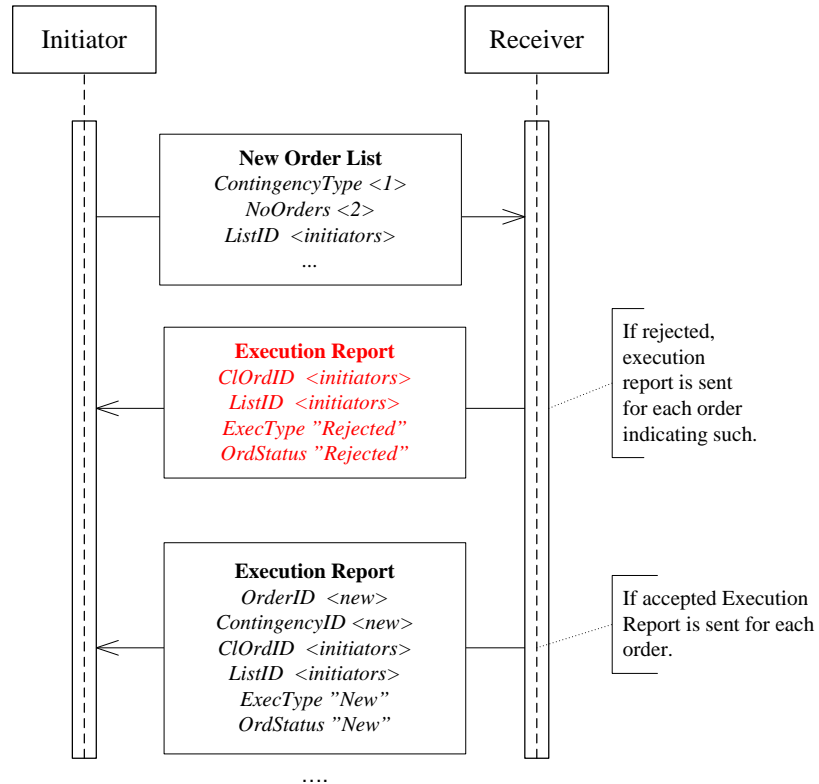 Initiator
Receiver
New Order List
ContingencyType <1>
NoOrders <2>
ListID <initiators>
...
Execution Report
ClOrdID <initiators>
ListID <initiators>
ExecType ”Rejected”
OrdStatus ”Rejected”
If rejected,
execution
report is sent
for each order
indicating such.
Execution Report
OrderID <new>
ContingencyID <new>
ClOrdID <initiators>
ListID <initiators>
ExecType ”New”
OrdStatus ”New”
If accepted Execution
Report is sent for each
order.
....